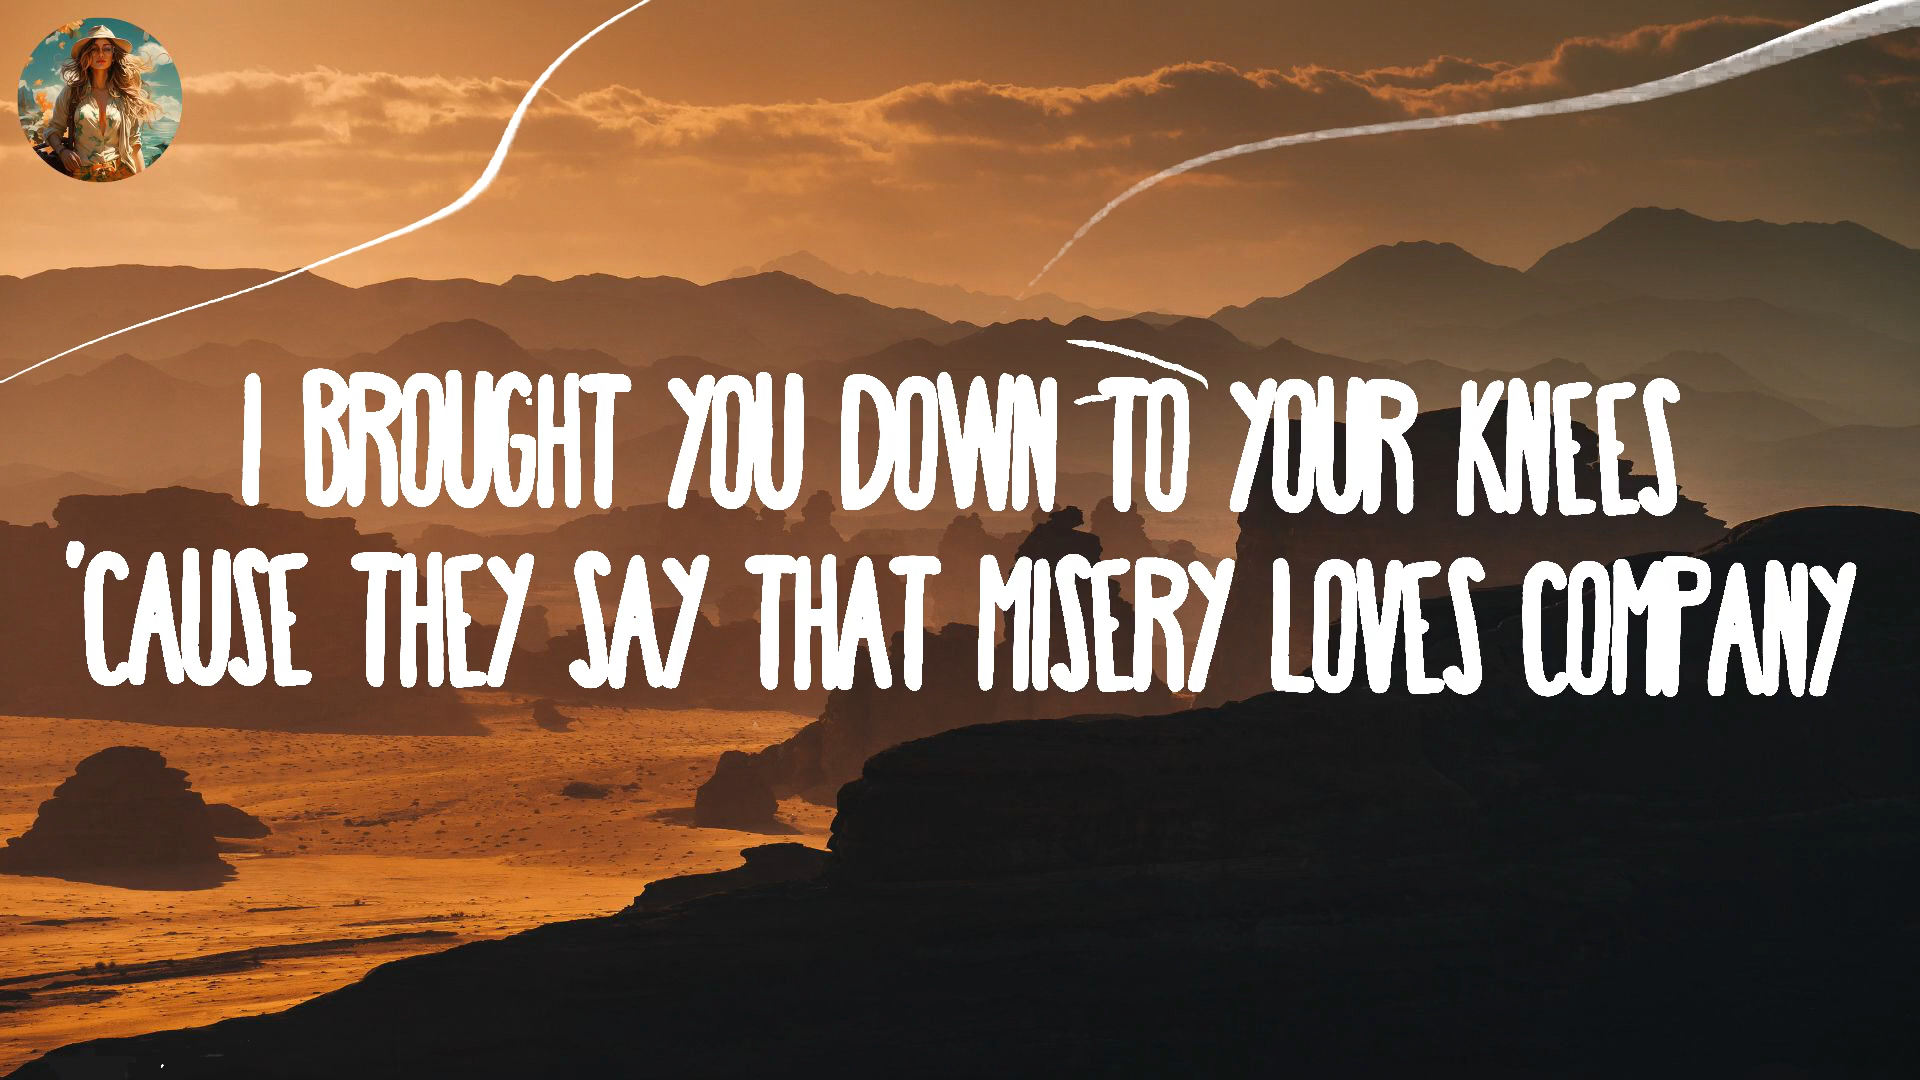 I BROUGHT YOU DOWN TO YOUR KNEES
'CAUSE THEY SAY THAT MISERY LOVES COMPANY